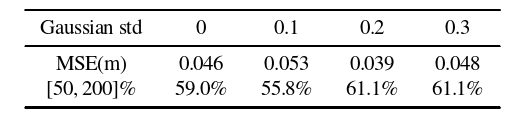 Gaussian std 0 0.1 0.2 0.3
MSE(m) 0.046 0.053 0.039 0.048
[50, 200]% 59.0% 55.8% 61.1% 61.1%